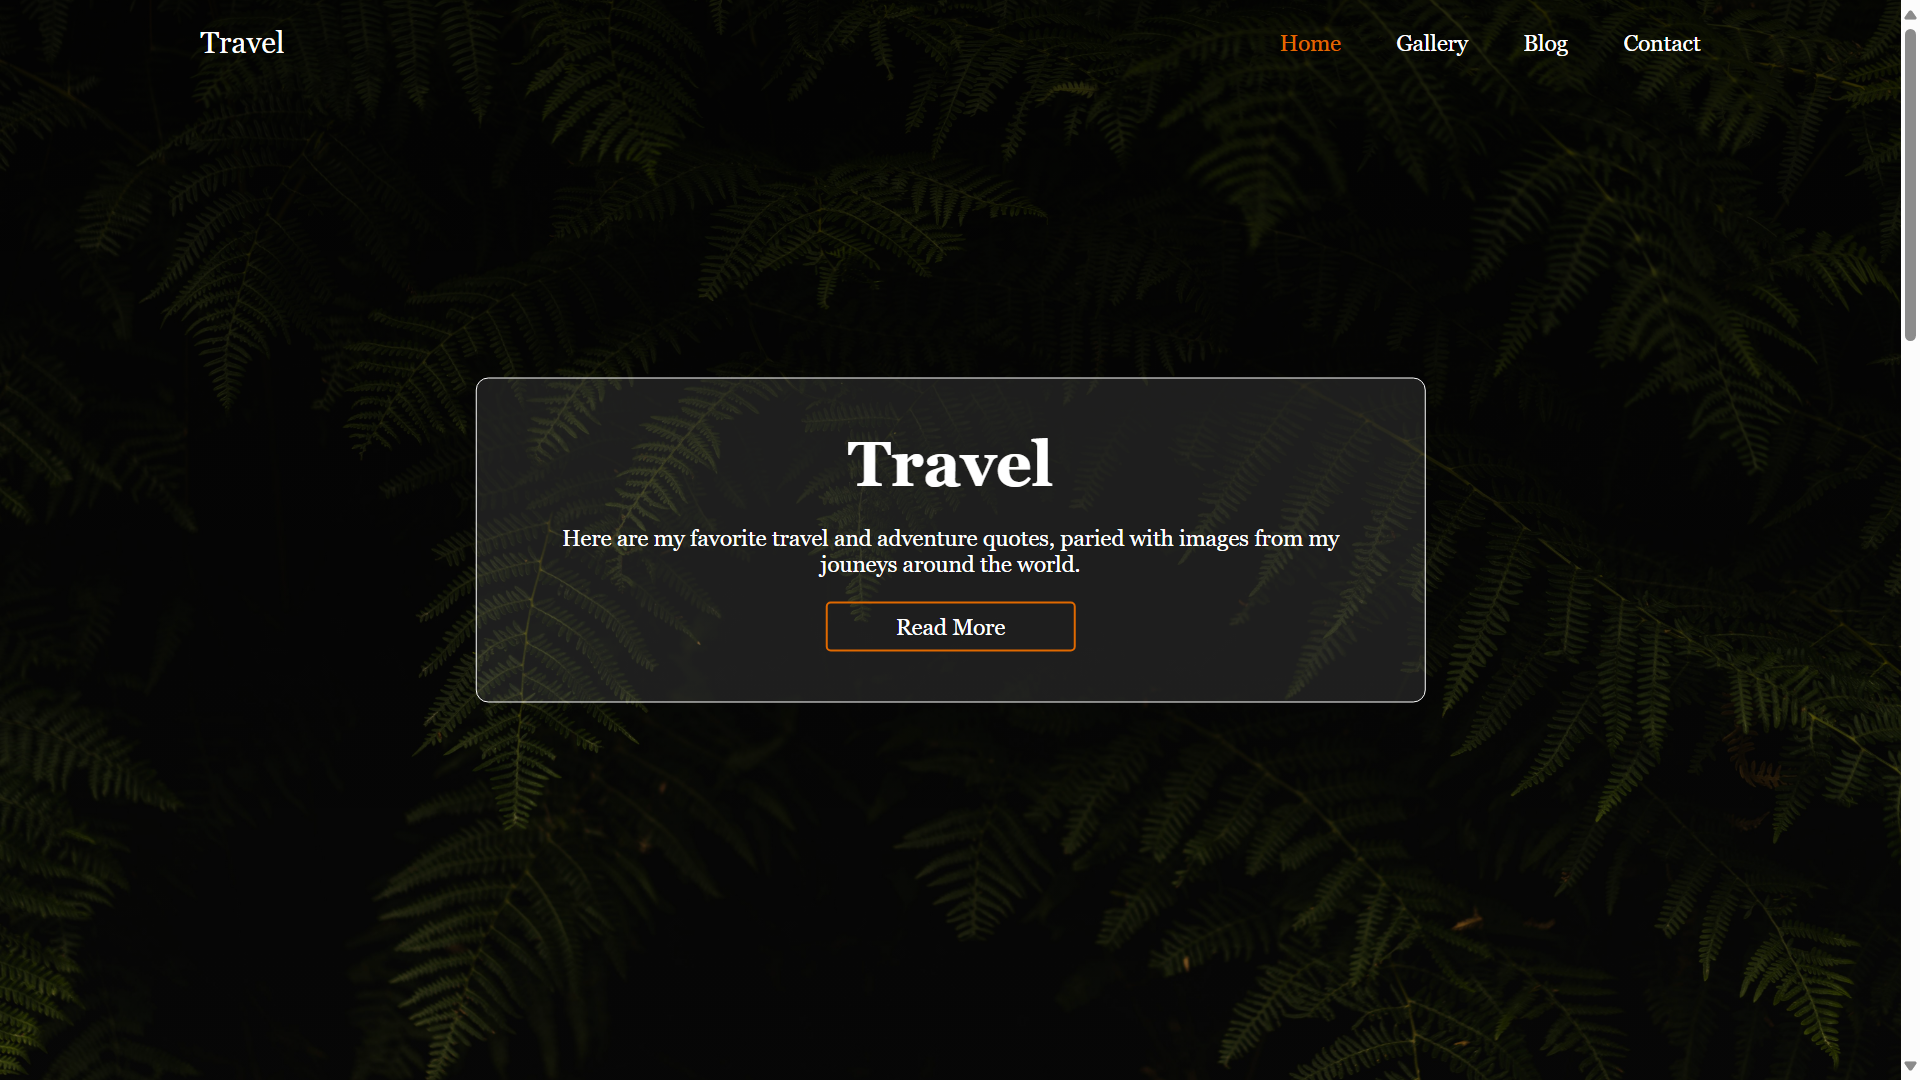 Travel
Home Gallery Blog Contact
Travel
Here are my favorite travel and adventure quotes, paried with images from my
jouneys around the world.
Read More